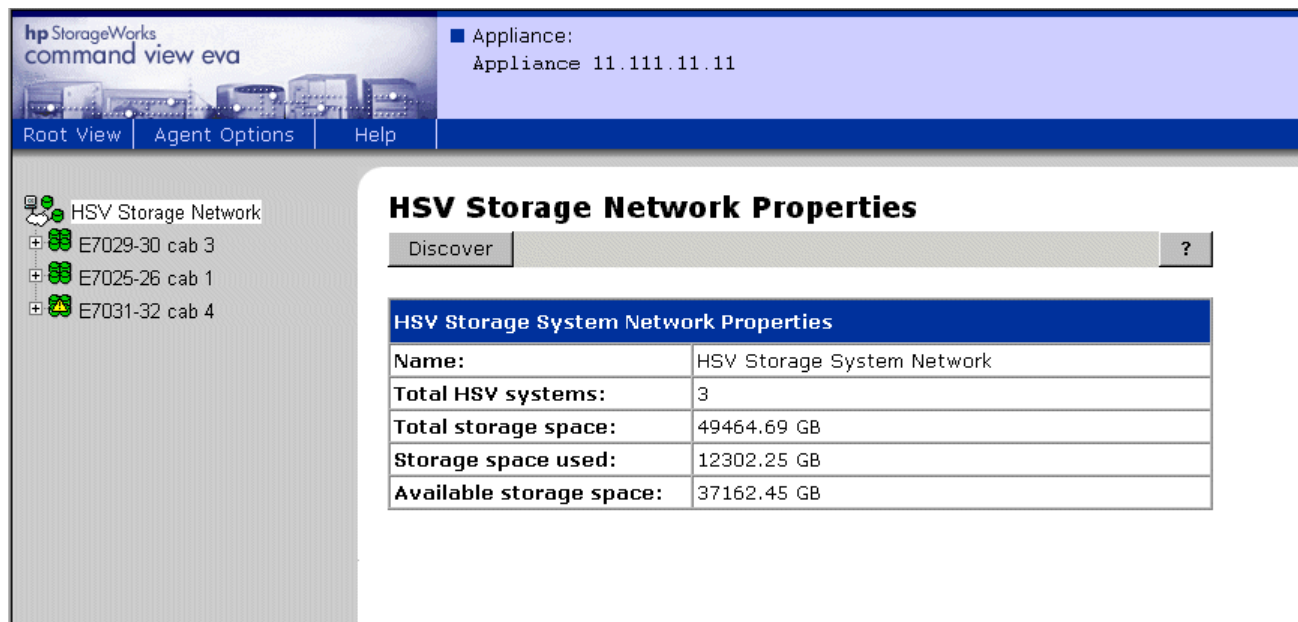 hp StorageWorks
command view eva
Appliance:
Appliance 11.111.11.11
Root View Agent Options Help
HSV Storage Network
E7029-30 cab 3
E7025-26 cab 1
E7031-32 cab 4
HSV Storage Network Properties
Discover ?
HSV Storage System Network Properties
Name: HSV Storage System Network
Total HSV systems: 3
Total storage space: 49464.69 GB
Storage space used: 12302.25 GB
Available storage space: 37162.45 GB